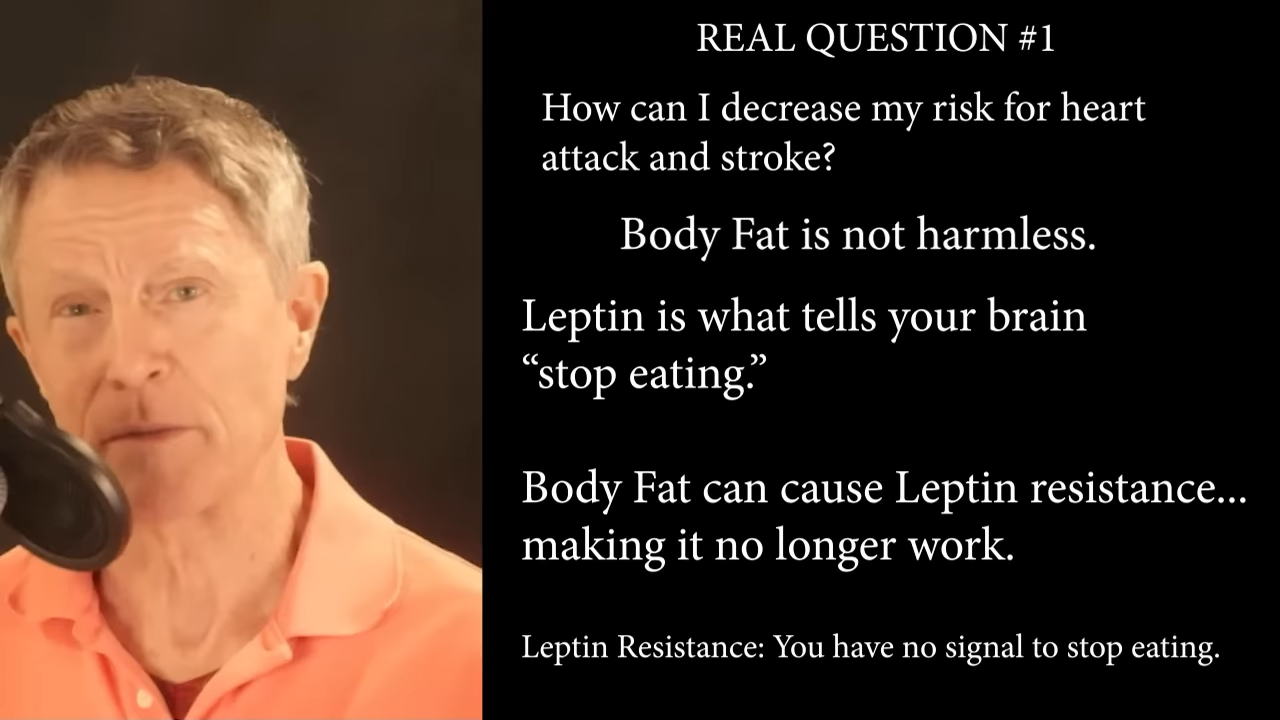 REAL QUESTION #1
How can I decrease my risk for heart
attack and stroke?
Body Fat is not harmless.
Leptin is what tells your brain
“stop eating.”
Body Fat can cause Leptin resistance...
making it no longer work.
Leptin Resistance: You have no signal to stop eating.